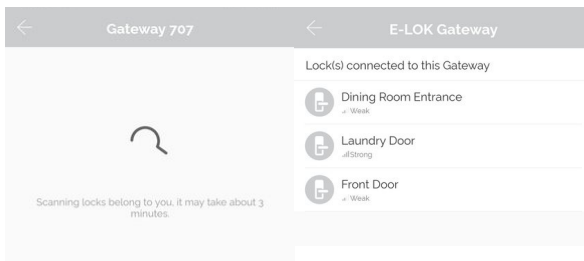 Gateway 707
Scanning locks belong to you, it may take about 3
minutes.
E-LOK Gateway
Lock(s) connected to this Gateway
Dining Room Entrance
Weak
Laundry Door
Strong
Front Door
Weak